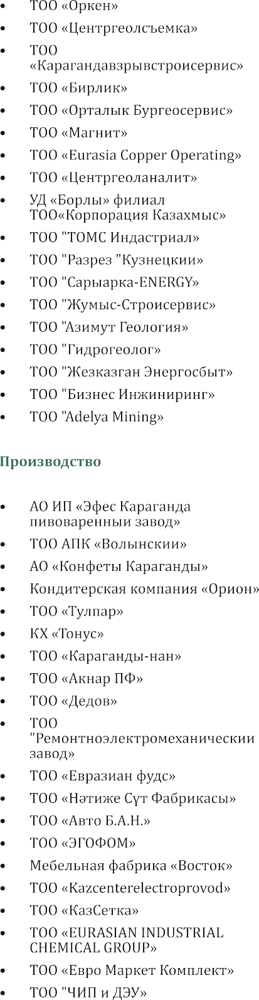 • ТОО «Оркен»
• ТОО «Центргеолсъемка»
• ТОО
«Карагандавзрывстроисервис»
• ТОО «Бирлик»
• ТОО «Орталык Бургеосервис»
• ТОО «Магнит»
• ТОО «Eurasia Copper Operating»
• ТОО «Центргеоланалит»
• УД «Борлы» филиал
ТОО«Корпорация Казахмыс»
• ТОО "ТОМС Индастриал»
• ТОО "Разрез "Кузнецкии»
• ТОО "Сарыарка-ENERGY»
• ТОО "Жумыс-Строисервис»
• ТОО "Азимут Геология»
• ТОО "Гидрогеолог»
• ТОО "Жезказган Энергосбыт»
• ТОО "Бизнес Инжиниринг»
• ТОО "Adelya Mining»
Производство
• АО ИП «Эфес Караганда
пивоваренныи завод»
• ТОО АПК «Волынскии»
• АО «Конфеты Караганды»
• Кондитерская компания «Орион»
• ТОО «Тулпар»
• КХ «Тонус»
• ТОО «Караганды-нан»
• ТОО «Акнар ПФ»
• ТОО «Дедов»
• ТОО
"Ремонтноэлектромеханическии
завод»
• ТОО «Евразиан фудс»
• ТОО «Нәтиже Сүт Фабрикасы»
• ТОО «Авто Б.А.Н.»
• ТОО «ЭГОФОМ»
• Мебельная фабрика «Восток»
• ТОО «Kazcenterelectroprovod»
• ТОО «КазСетка»
• ТОО «EURASIAN INDUSTRIAL
CHEMICAL GROUP»
• ТОО «Евро Маркет Комплект»
• ТОО "ЧИП и ДЭУ»